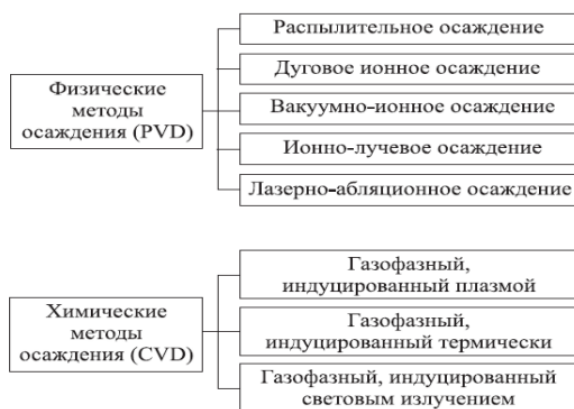 Физические
методы
осаждения (PVD)
Распылительное осаждение
Дуговое ионное осаждение
Вакуумно-ионное осаждение
Ионно-лучевое осаждение
Лазерно-абляционное осаждение
Химические
методы
осаждения (CVD)
Газофазный,
индуцированный плазмой
Газофазный,
индуцированный термически
Газофазный, индуцированный
световым излучением